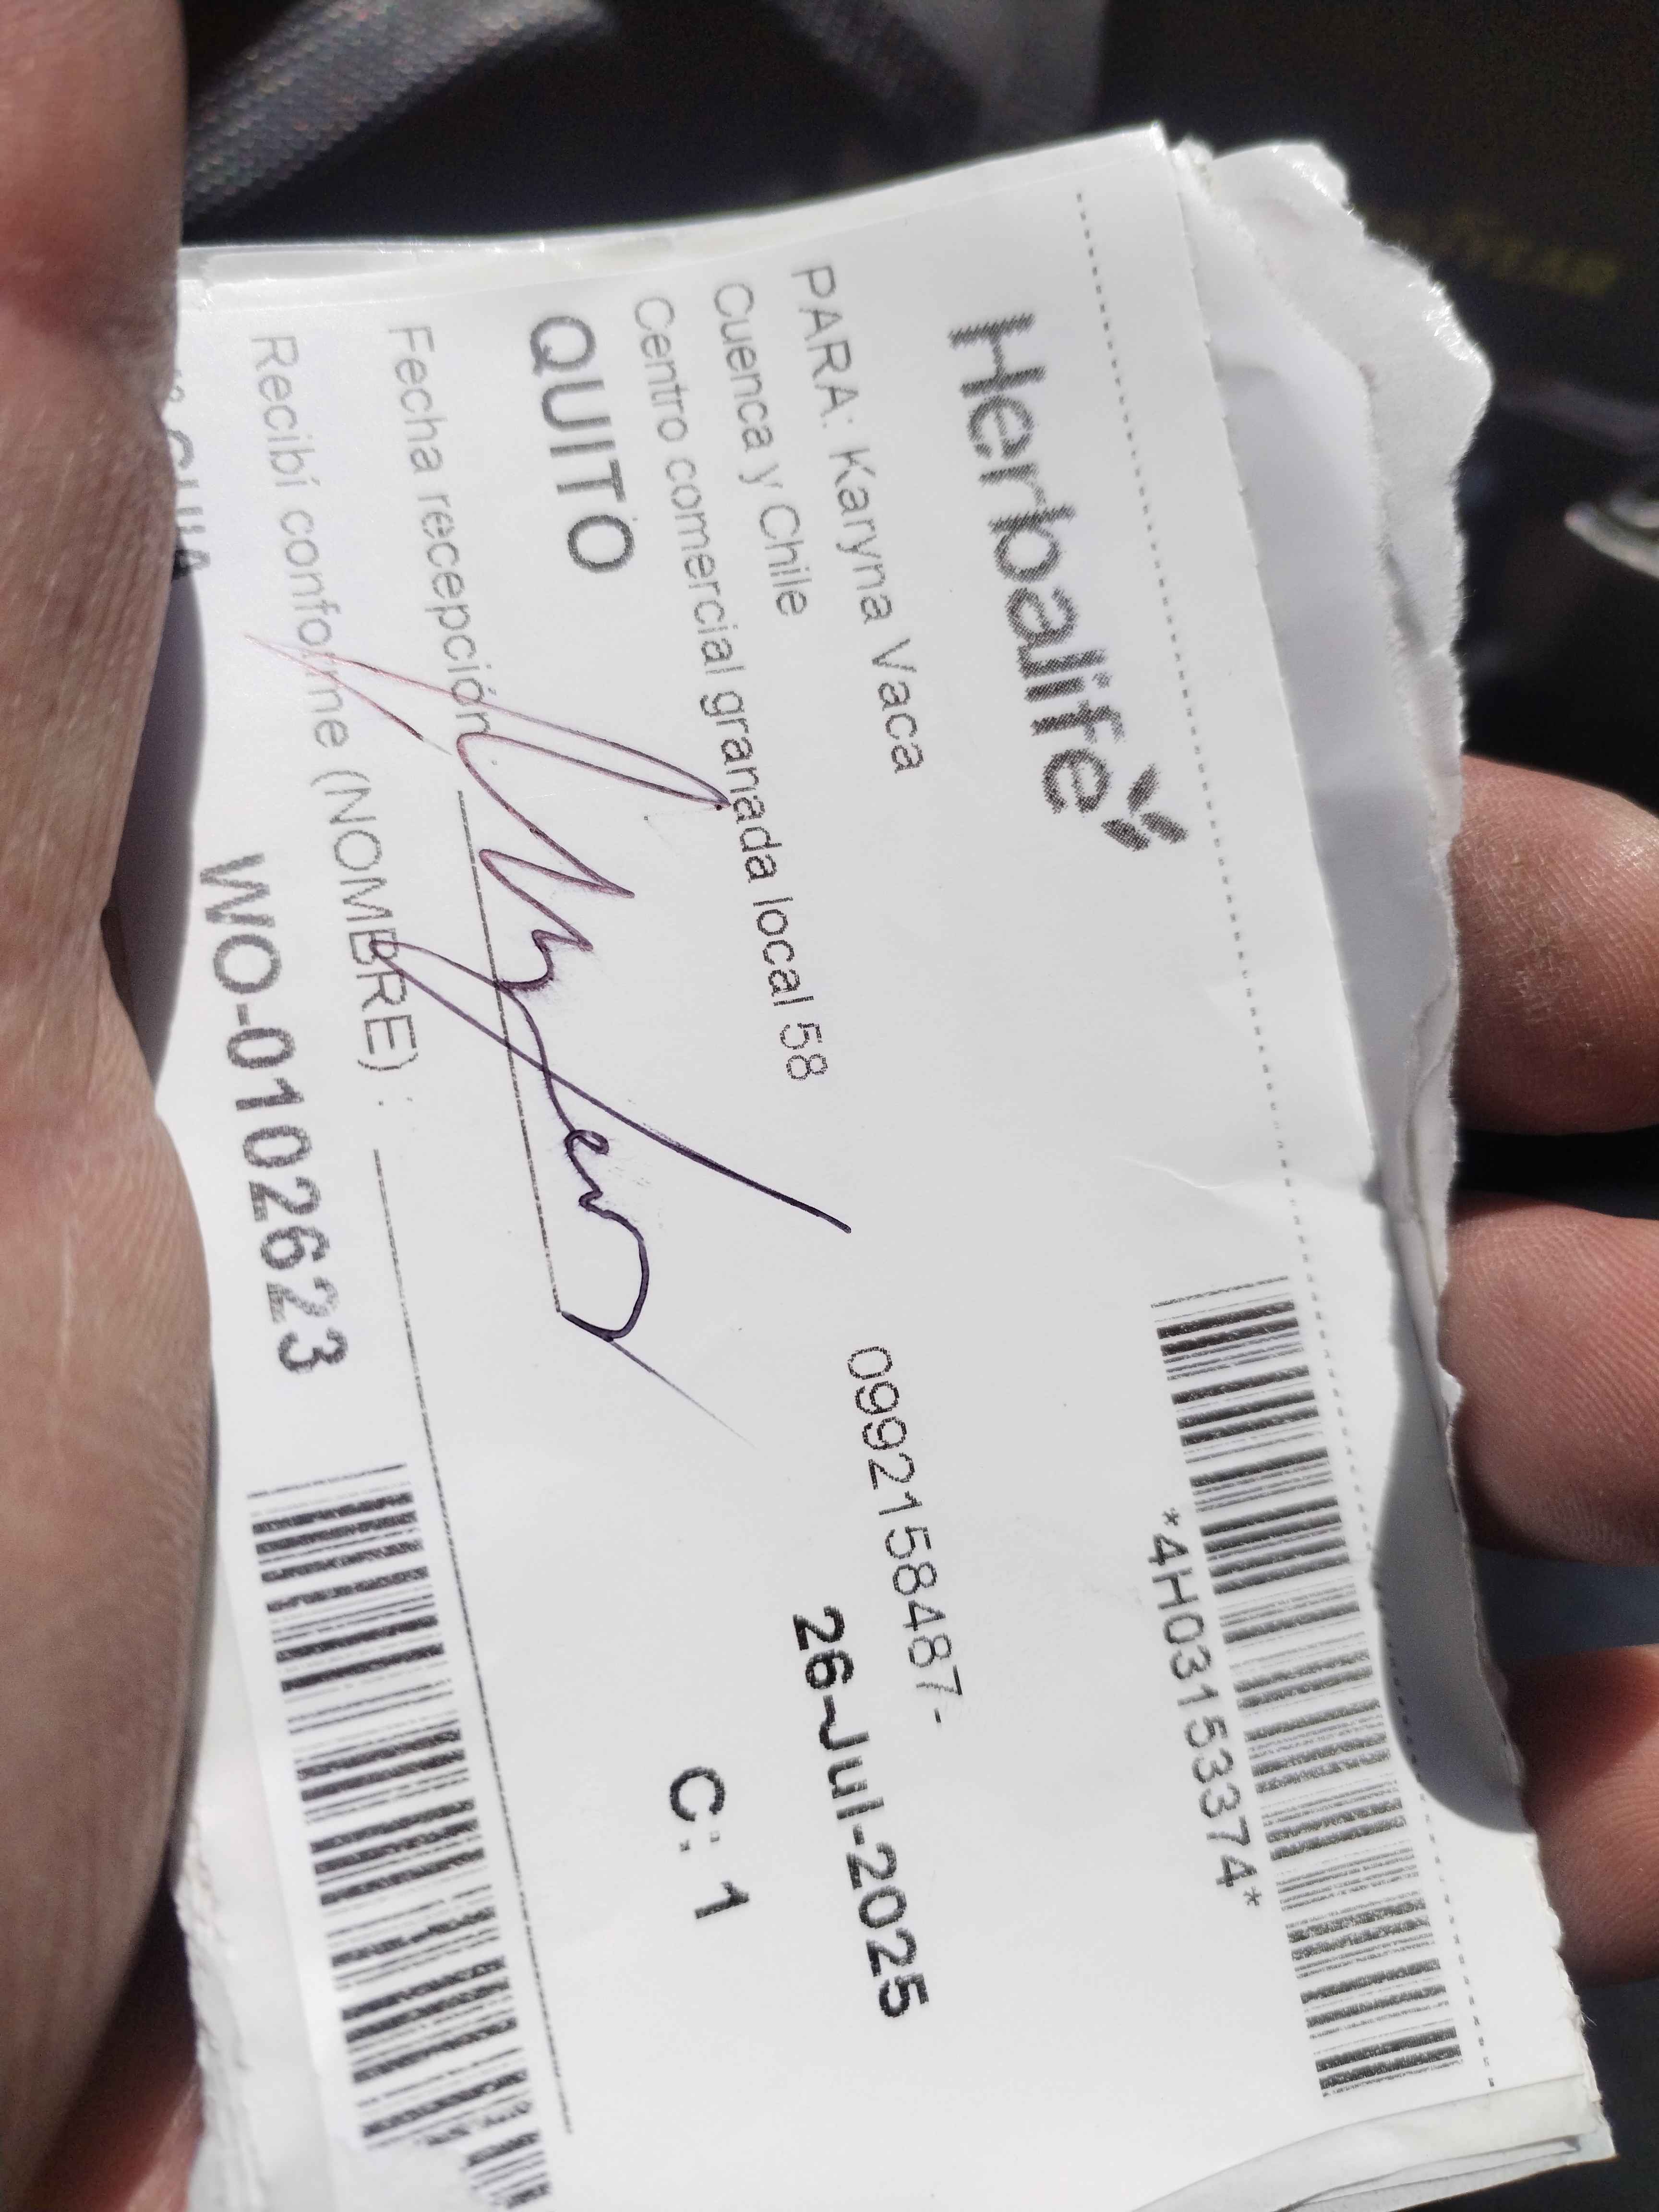 Herbalife
*4H03153374*
PARA: Karyna Vaca
0992158487-
Cuenca y Chile
26-Jul-2025
Centro comercial granada local 58
QUITO
C: 1
Fecha recepción
Recibí conforme (NOMBRE) :
GUIA
WO-0102623